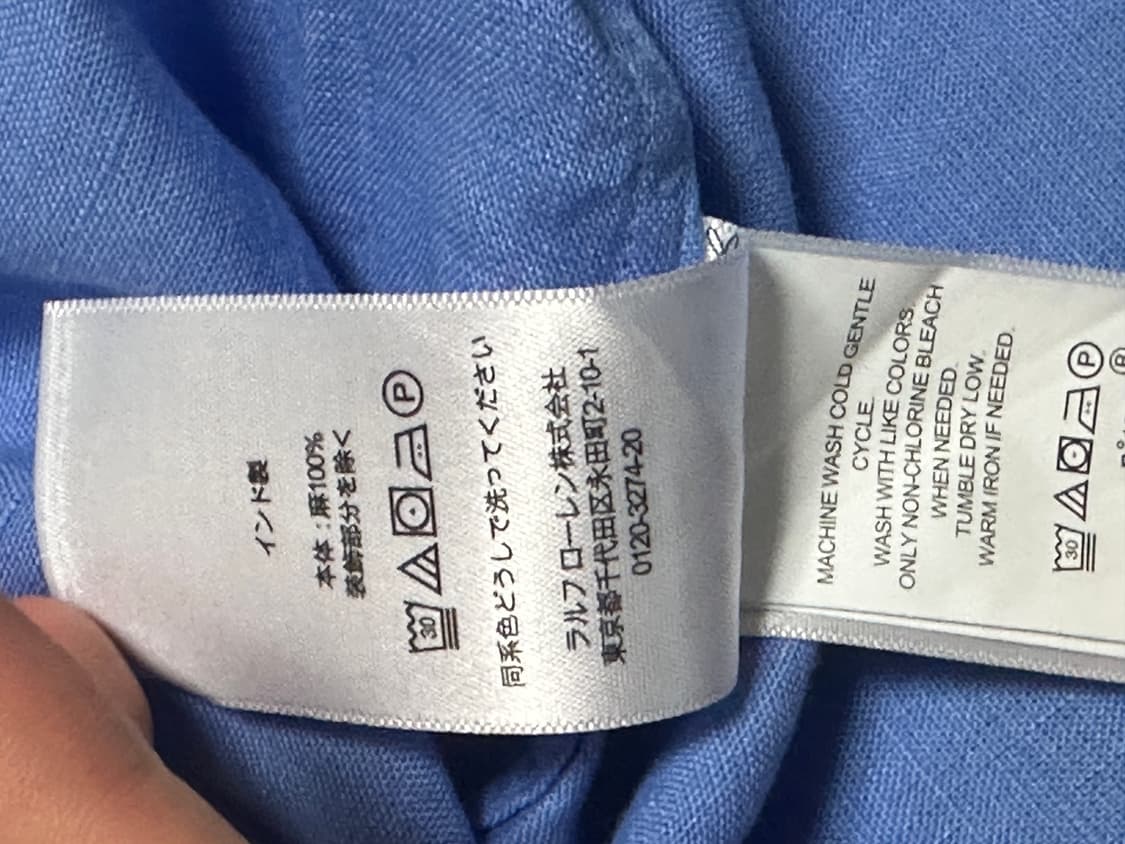 インド製
本体:麻100%
装飾部分を除く
30 P
同系色どうしで洗ってください
ラルフ ローレン株式会社
東京都千代田区永田町2-10-1
0120-3274-20
MACHINE WASH COLD GENTLE
CYCLE.
WASH WITH LIKE COLORS.
ONLY NON-CHLORINE BLEACH
WHEN NEEDED.
TUMBLE DRY LOW.
WARM IRON IF NEEDED.
30 P